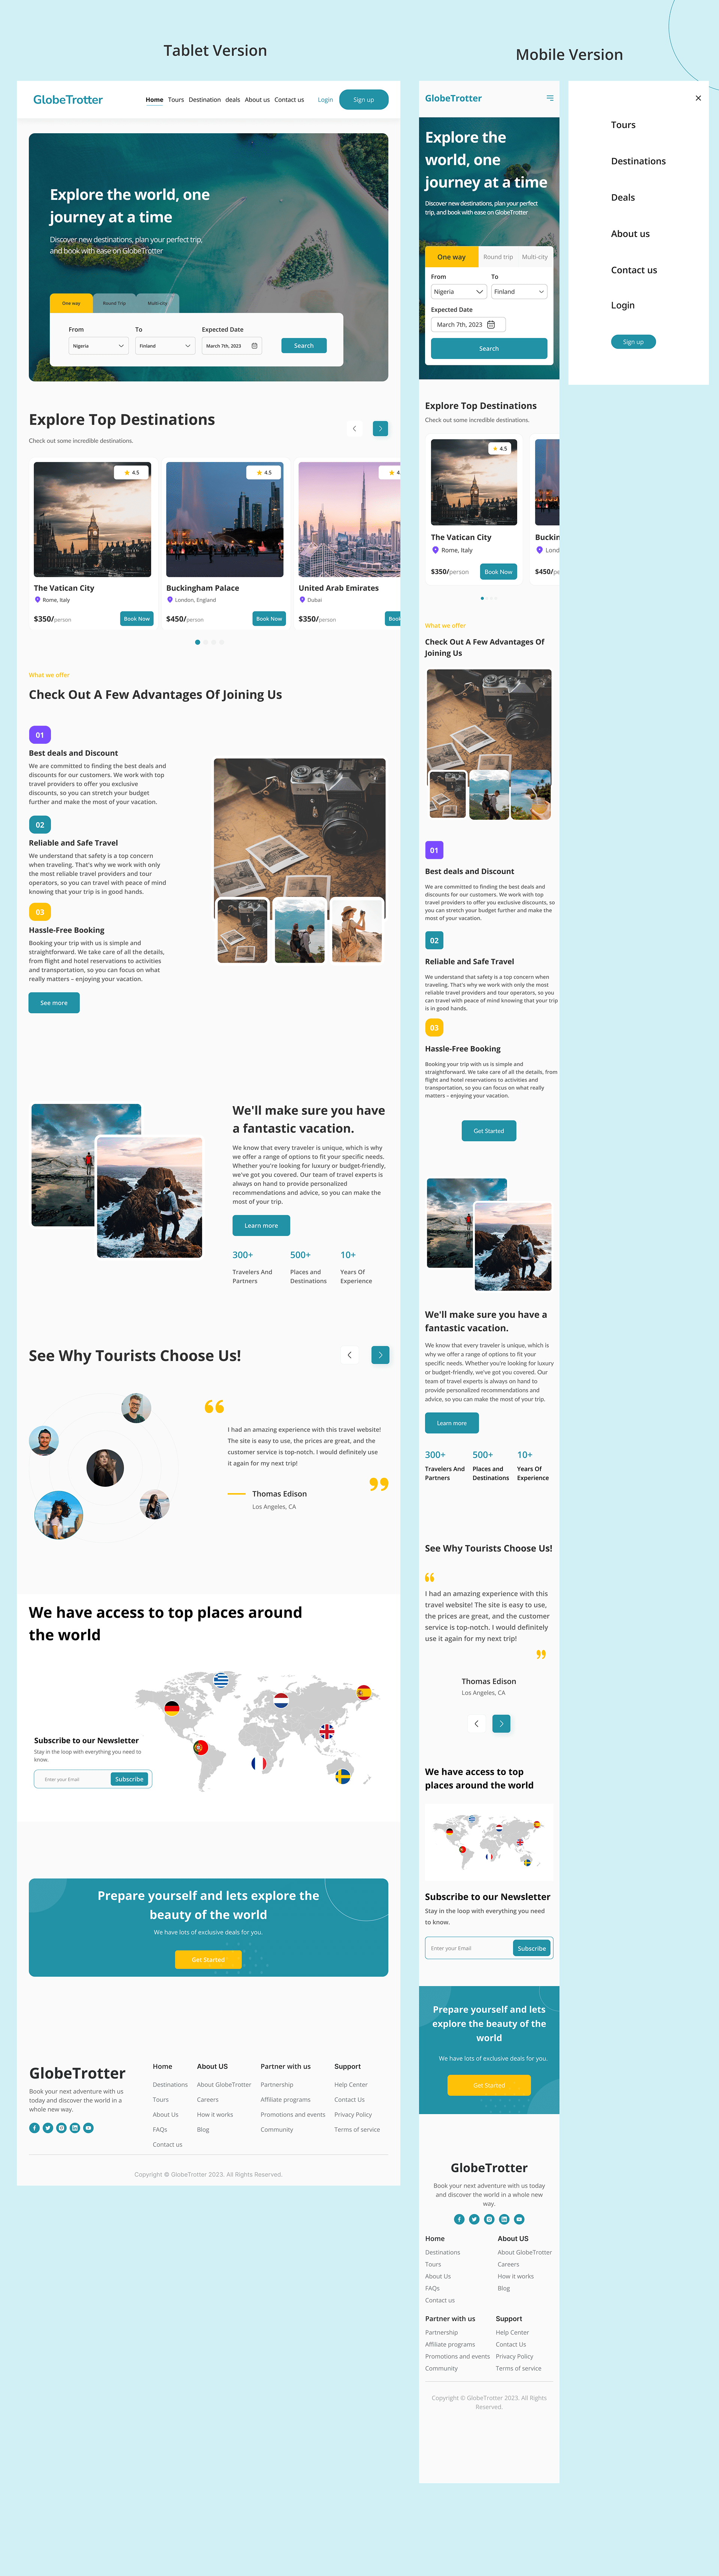 Tablet Version
GlobeTrotter
Home Tours Destination deals About us Contact us Login Sign up
Explore the world, one
journey at a time
Discover new destinations, plan your perfect trip,
and book with ease on GlobeTrotter
One way Round Trip Multi-city
From To Expected Date
Nigeria Finland March 7th, 2023 Search
Explore Top Destinations
Check out some incredible destinations.
4.5
4.5
4
The Vatican City
Rome, Italy
$350/person Book Now
Buckingham Palace
London, England
$450/person Book Now
United Arab Emirates
Dubai
$350/person Boo
What we offer
Check Out A Few Advantages Of Joining Us
01
Best deals and Discount
We are committed to finding the best deals and
discounts for our customers. We work with top
travel providers to offer you exclusive
discounts, so you can stretch your budget
further and make the most of your vacation.
02
Reliable and Safe Travel
We understand that safety is a top concern
when traveling. That's why we work with only
the most reliable travel providers and tour
operators, so you can travel with peace of mind
knowing that your trip is in good hands.
03
Hassle-Free Booking
Booking your trip with us is simple and
straightforward. We take care of all the details,
from flight and hotel reservations to activities
and transportation, so you can focus on what
really matters – enjoying your vacation.
See more
We'll make sure you have
a fantastic vacation.
We know that every traveler is unique, which is why
we offer a range of options to fit your specific needs.
Whether you're looking for luxury or budget-friendly,
we've got you covered. Our team of travel experts is
always on hand to provide personalized
recommendations and advice, so you can make the
most of your trip.
Learn more
300+ 500+ 10+
Travelers And Places and Years Of
Partners Destinations Experience
See Why Tourists Choose Us!
I had an amazing experience with this travel website!
The site is easy to use, the prices are great, and the
customer service is top-notch. I would definitely use
it again for my next trip!
Thomas Edison
Los Angeles, CA
We have access to top places around
the world
Subscribe to our Newsletter
Stay in the loop with everything you need to
know.
Enter your Email Subscribe
Prepare yourself and lets explore the
beauty of the world
We have lots of exclusive deals for you.
Get Started
GlobeTrotter
Book your next adventure with us
today and discover the world in a
whole new way.
Home
Destinations
Tours
About Us
FAQs
Contact us
About US
About GlobeTrotter
Careers
How it works
Blog
Partner with us
Partnership
Affiliate programs
Promotions and events
Community
Support
Help Center
Contact Us
Privacy Policy
Terms of service
Copyright © GlobeTrotter 2023. All Rights Reserved.
Mobile Version
GlobeTrotter
Explore the
world, one
journey at a time
Discover new destinations, plan your perfect
trip, and book with ease on GlobeTrotter
One way Round trip Multi-city
From To
Nigeria Finland
Expected Date
March 7th, 2023
Search
Explore Top Destinations
Check out some incredible destinations.
4.5
The Vatican City
Rome, Italy
$350/person Book Now
Buckin
Lond
$450/pe
What we offer
Check Out A Few Advantages Of
Joining Us
01
Best deals and Discount
We are committed to finding the best deals and
discounts for our customers. We work with top
travel providers to offer you exclusive discounts, so
you can stretch your budget further and make the
most of your vacation.
02
Reliable and Safe Travel
We understand that safety is a top concern when
traveling. That's why we work with only the most
reliable travel providers and tour operators, so you
can travel with peace of mind knowing that your trip
is in good hands.
03
Hassle-Free Booking
Booking your trip with us is simple and
straightforward. We take care of all the details, from
flight and hotel reservations to activities and
transportation, so you can focus on what really
matters – enjoying your vacation.
Get Started
We'll make sure you have a
fantastic vacation.
We know that every traveler is unique, which is
why we offer a range of options to fit your
specific needs. Whether you're looking for luxury
or budget-friendly, we've got you covered. Our
team of travel experts is always on hand to
provide personalized recommendations and
advice, so you can make the most of your trip.
Learn more
300+ 500+ 10+
Travelers And Places and Years Of
Partners Destinations Experience
See Why Tourists Choose Us!
I had an amazing experience with this
travel website! The site is easy to use,
the prices are great, and the customer
service is top-notch. I would definitely
use it again for my next trip!
Thomas Edison
Los Angeles, CA
We have access to top
places around the world
Subscribe to our Newsletter
Stay in the loop with everything you need
to know.
Enter your Email Subscribe
Prepare yourself and lets
explore the beauty of the
world
We have lots of exclusive deals for you.
Get Started
GlobeTrotter
Book your next adventure with us today
and discover the world in a whole new
way.
Home
Destinations
Tours
About Us
FAQs
Contact us
About US
About GlobeTrotter
Careers
How it works
Blog
Partner with us
Partnership
Affiliate programs
Promotions and events
Community
Support
Help Center
Contact Us
Privacy Policy
Terms of service
Copyright © GlobeTrotter 2023. All Rights
Reserved.
Tours
Destinations
Deals
About us
Contact us
Login
Sign up